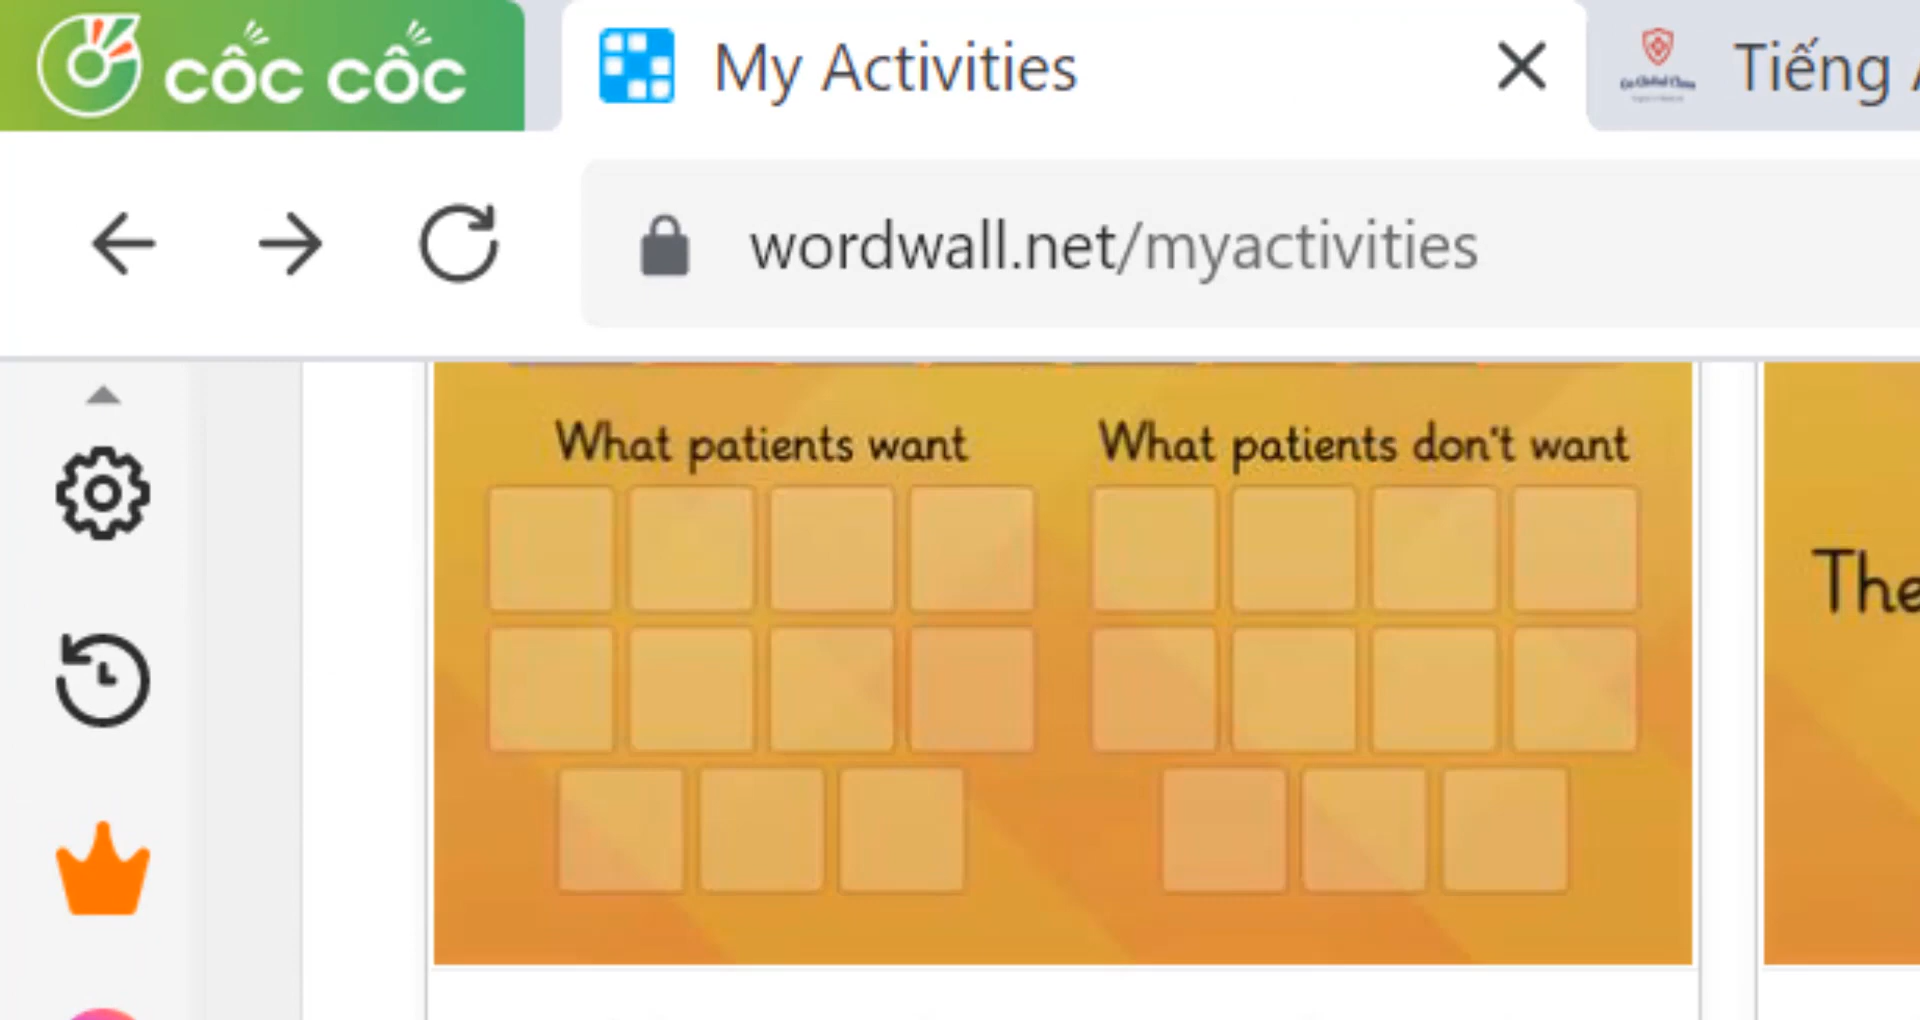 cốc cốc
My Activities
Tiếng
wordwall.net/myactivities
What patients want
What patients don't want
The